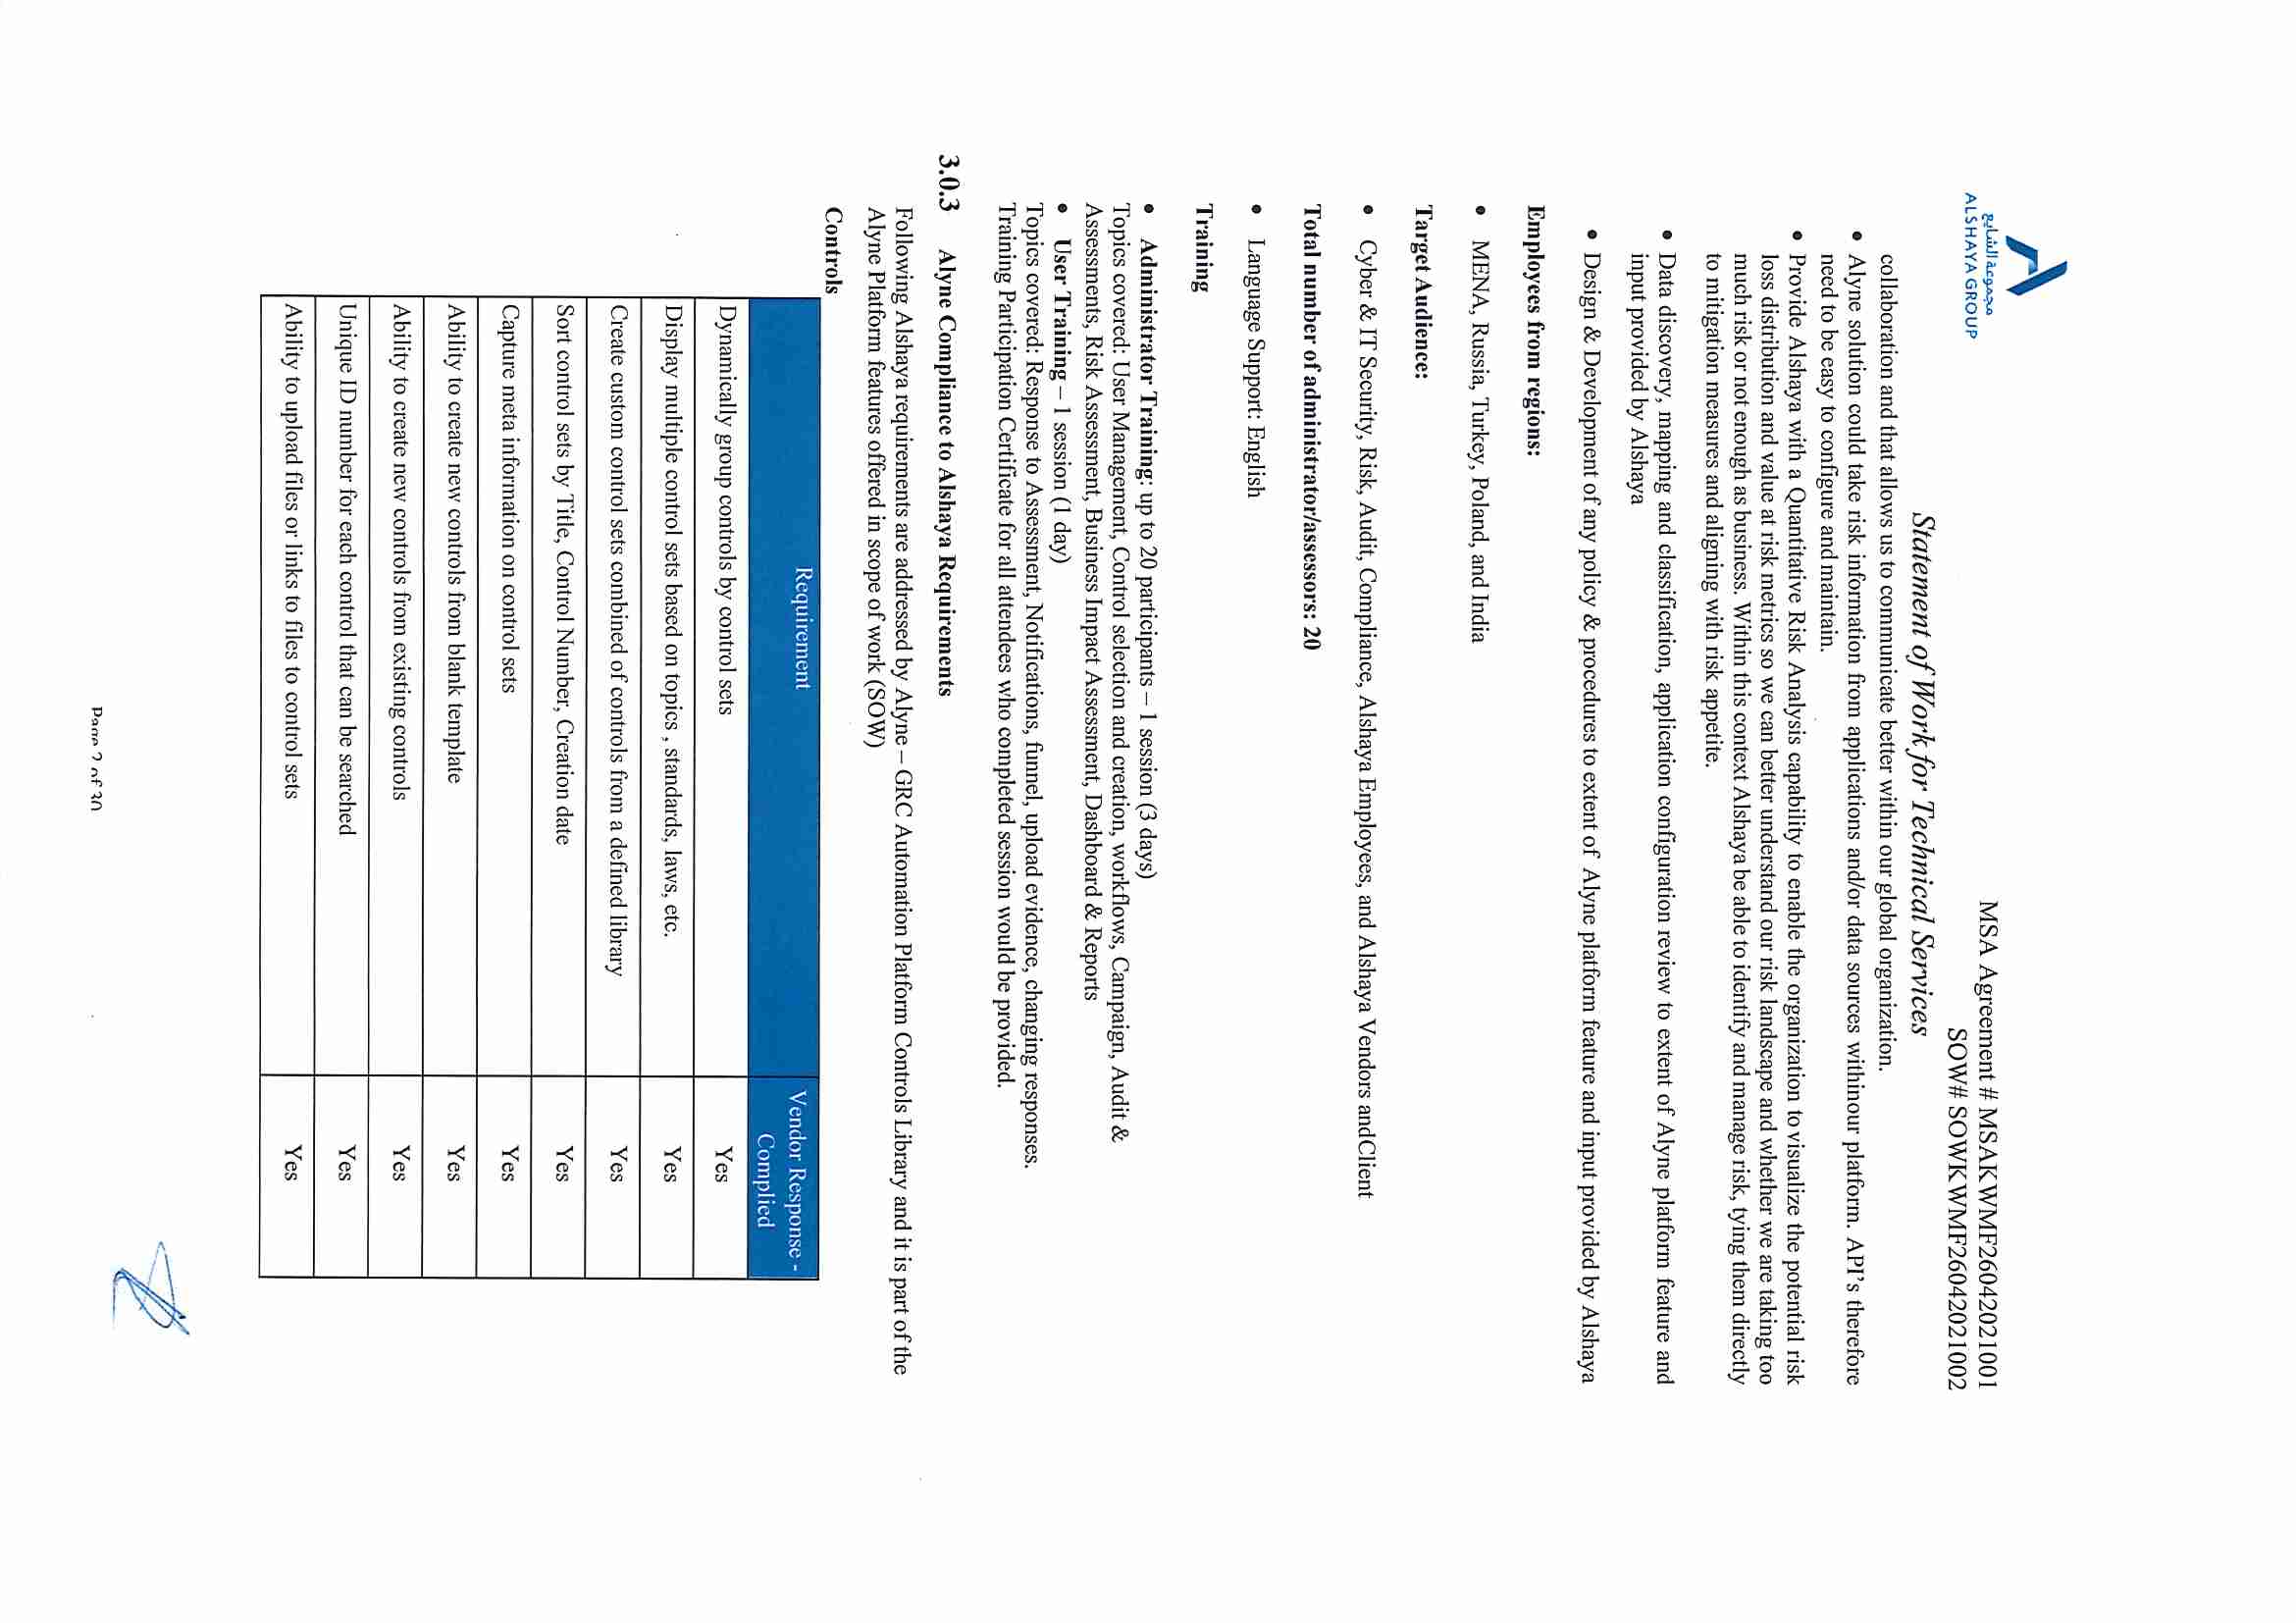 مجموعة الشايع
ALSHAYA GROUP
MSA Agreement # MSAKWMF26042021001
SOW# SOWKWMF26042021002
Statement of Work for Technical Services
collaboration and that allows us to communicate better within our global organization.
• Alyne solution could take risk information from applications and/or data sources withinour platform. API's therefore
need to be easy to configure and maintain.
• Provide Alshaya with a Quantitative Risk Analysis capability to enable the organization to visualize the potential risk
loss distribution and value at risk metrics so we can better understand our risk landscape and whether we are taking too
much risk or not enough as business. Within this context Alshaya be able to identify and manage risk, tying them directly
to mitigation measures and aligning with risk appetite.
• Data discovery, mapping and classification, application configuration review to extent of Alyne platform feature and
input provided by Alshaya
• Design & Development of any policy & procedures to extent of Alyne platform feature and input provided by Alshaya
Employees from regions:
• MENA, Russia, Turkey, Poland, and India
Target Audience:
• Cyber & IT Security, Risk, Audit, Compliance, Alshaya Employees, and Alshaya Vendors andClient
Total number of administrator/assessors: 20
• Language Support: English
Training
• Administrator Training: up to 20 participants – 1 session (3 days)
Topics covered: User Management, Control selection and creation, workflows, Campaign, Audit &
Assessments, Risk Assessment, Business Impact Assessment, Dashboard & Reports
• User Training – 1 session (1 day)
Topics covered: Response to Assessment, Notifications, funnel, upload evidence, changing responses.
Training Participation Certificate for all attendees who completed session would be provided.
3.0.3 Alyne Compliance to Alshaya Requirements
Following Alshaya requirements are addressed by Alyne – GRC Automation Platform Controls Library and it is part of the
Alyne Platform features offered in scope of work (SOW)
Controls
Requirement Vendor Response - Complied
Dynamically group controls by control sets Yes
Display multiple control sets based on topics , standards, laws, etc. Yes
Create custom control sets combined of controls from a defined library Yes
Sort control sets by Title, Control Number, Creation date Yes
Capture meta information on control sets Yes
Ability to create new controls from blank template Yes
Ability to create new controls from existing controls Yes
Unique ID number for each control that can be searched Yes
Ability to upload files or links to files to control sets Yes
of 30